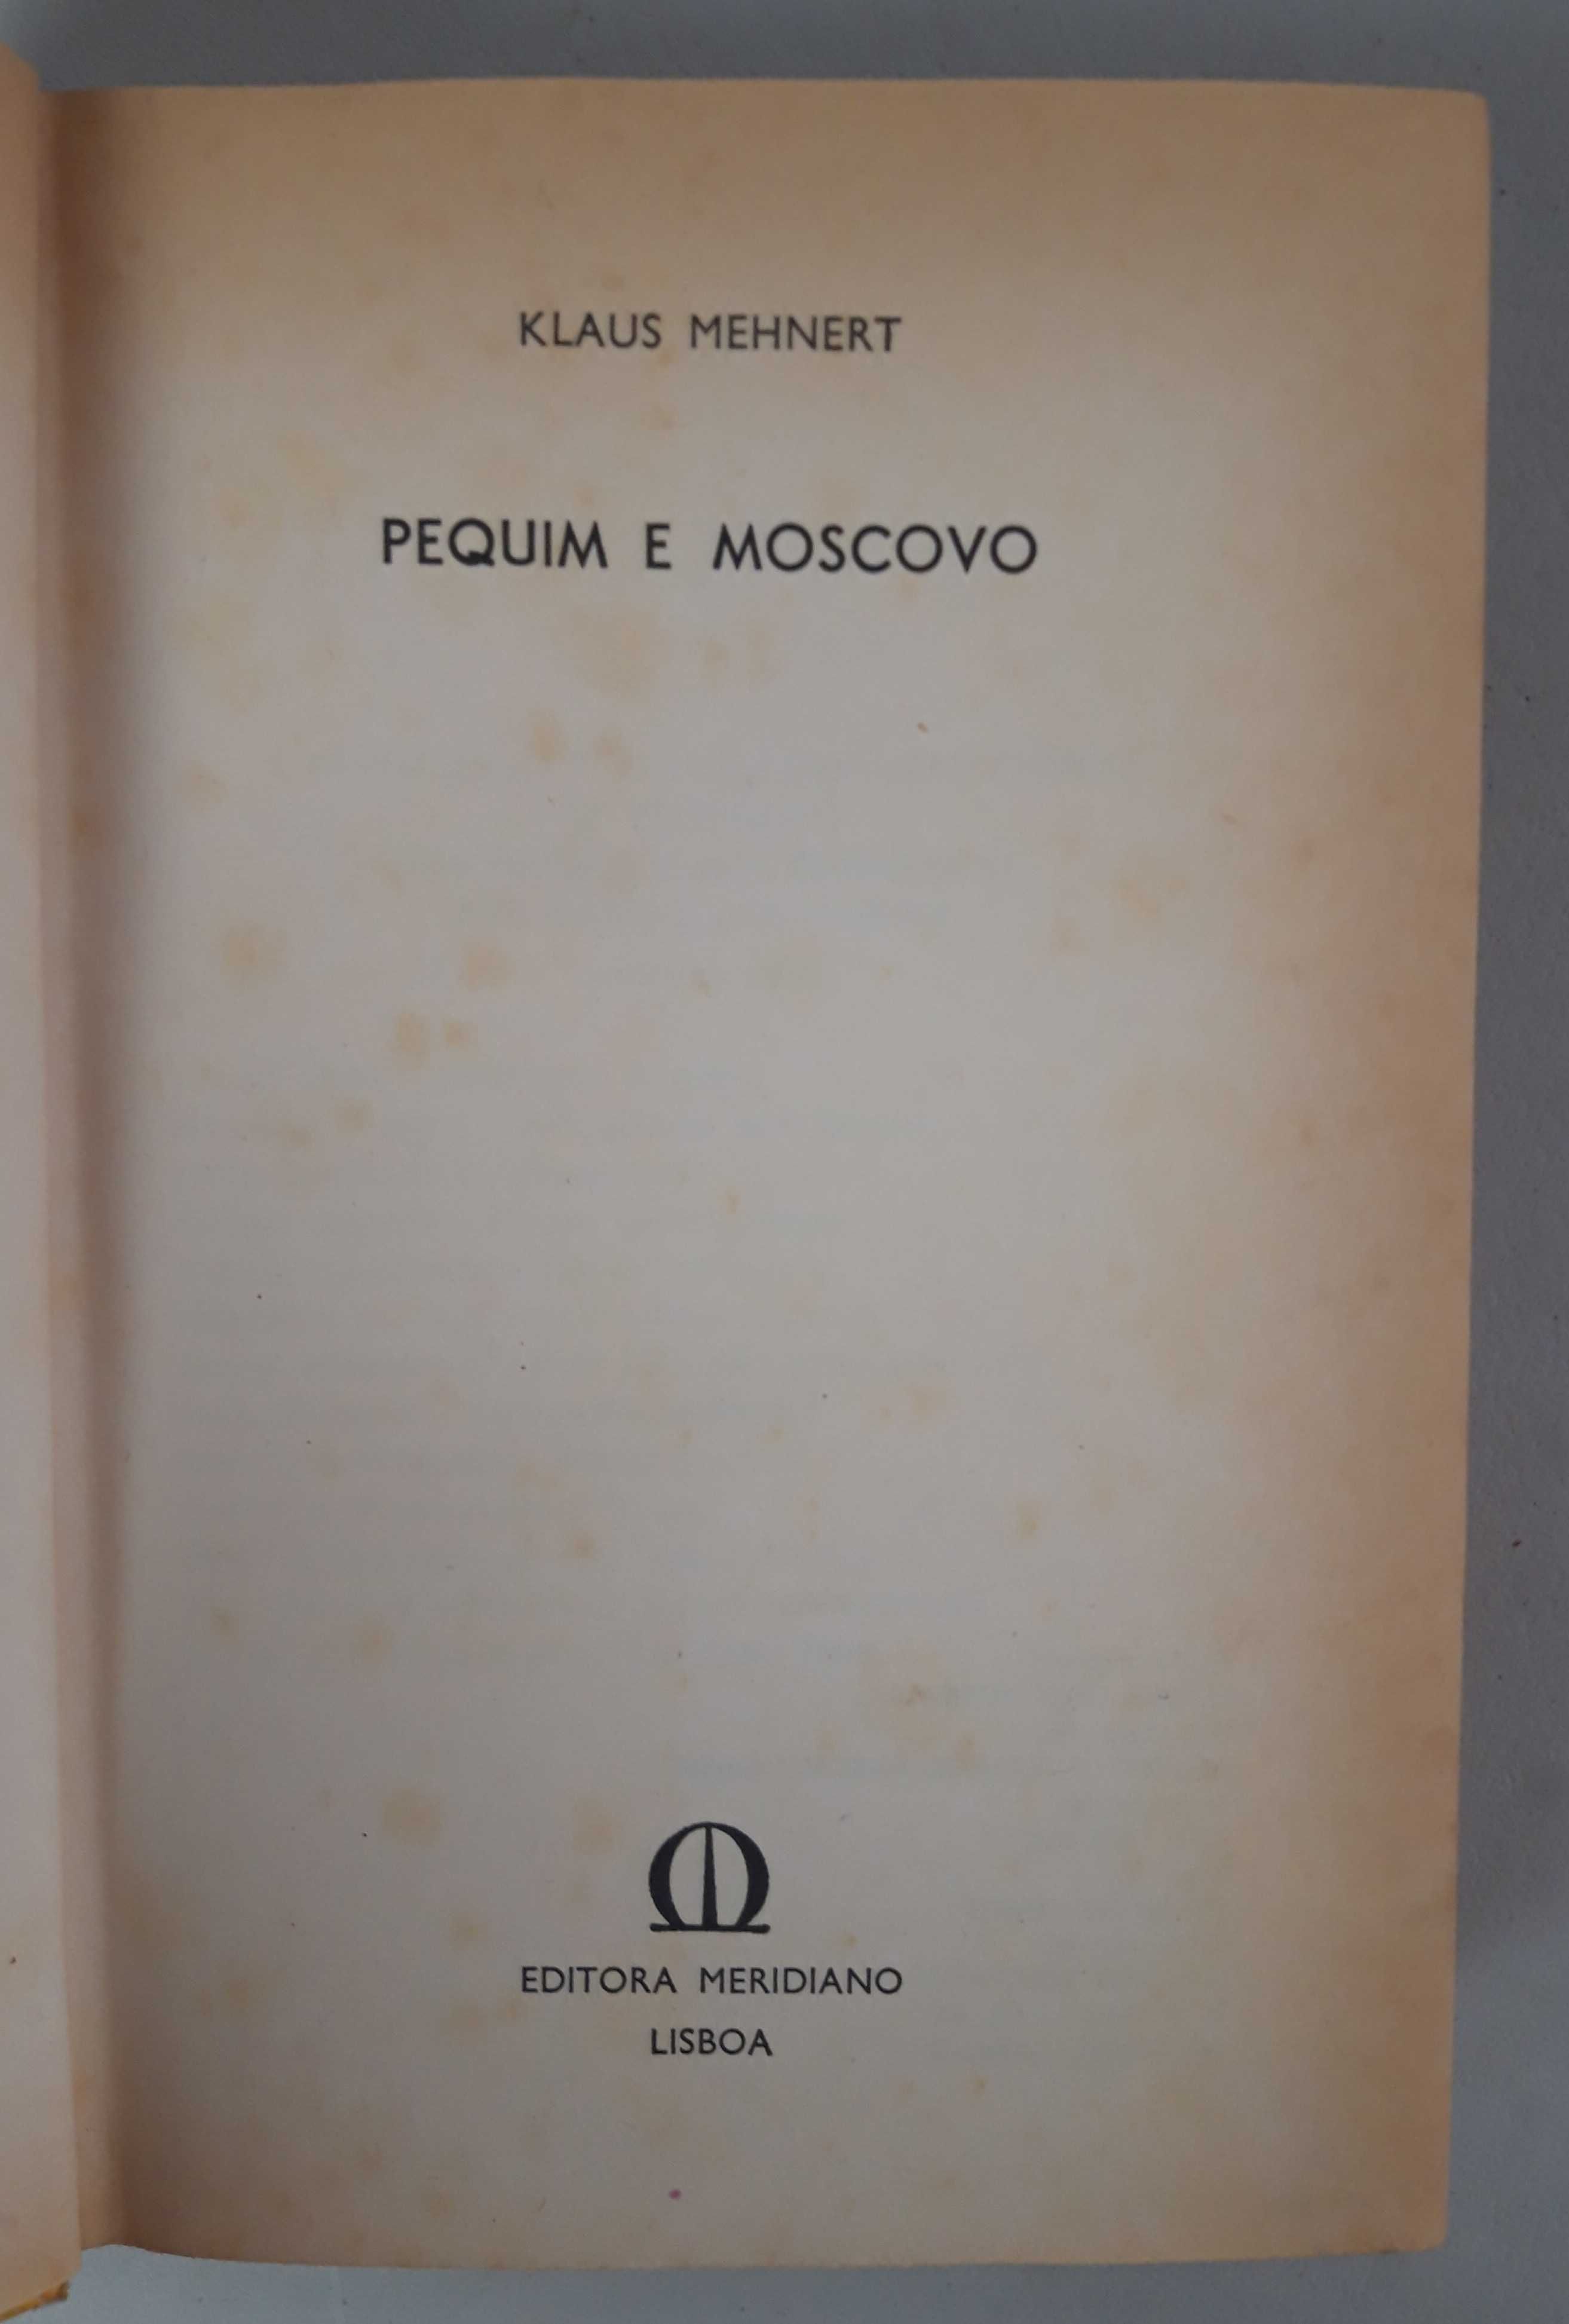 KLAUS MEHNERT
PEQUIM E MOSCOVO
EDITORA MERIDIANO
LISBOA